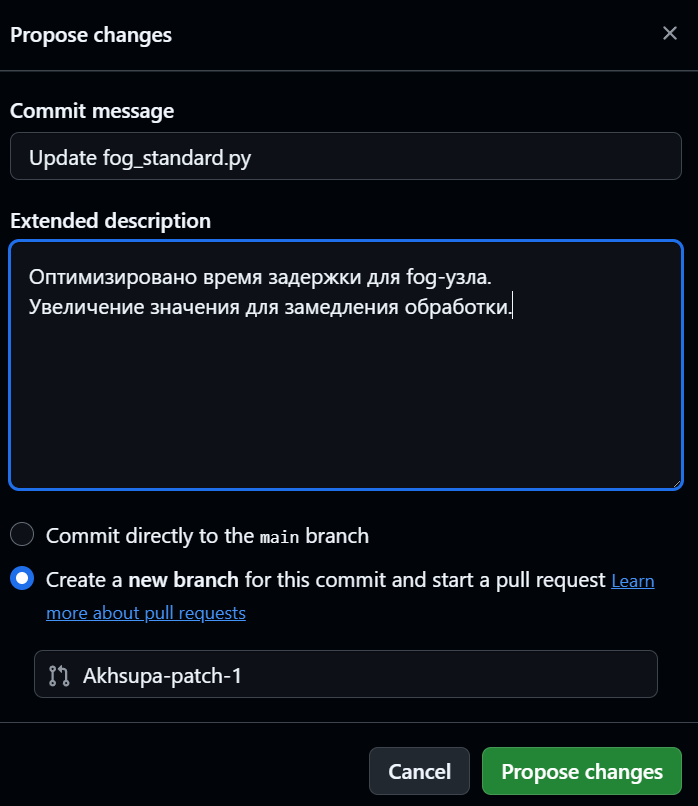 Propose changes
Commit message
Update fog_standard.py
Extended description
Оптимизировано время задержки для fog-узла.
Увеличение значения для замедления обработки.
Commit directly to the main branch
Create a new branch for this commit and start a pull request Learn
more about pull requests
Akhsupa-patch-1
Cancel Propose changes